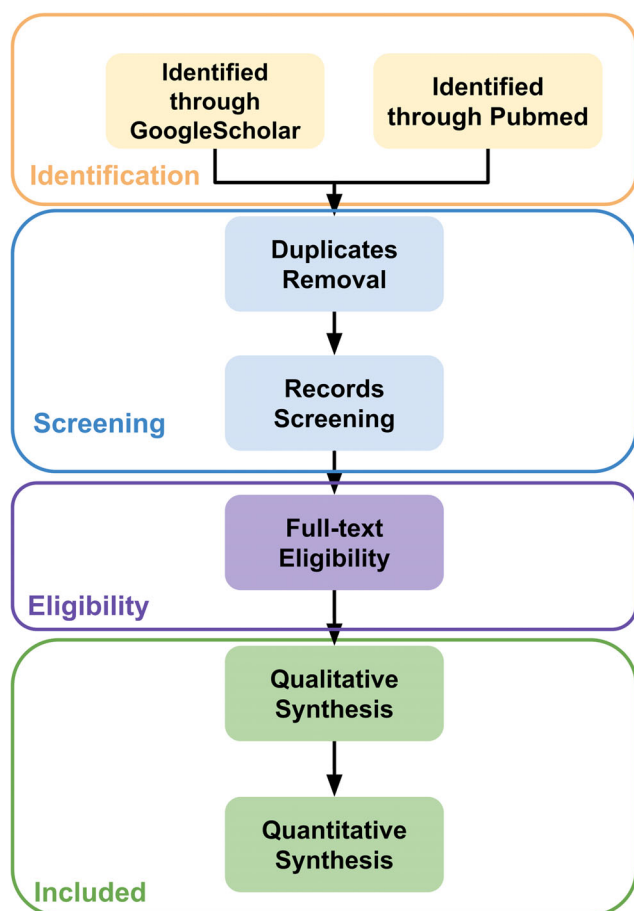 Identified
through
GoogleScholar
Identified
through Pubmed
Identification
Duplicates
Removal
Records
Screening
Screening
Full-text
Eligibility
Eligibility
Qualitative
Synthesis
Quantitative
Synthesis
Included